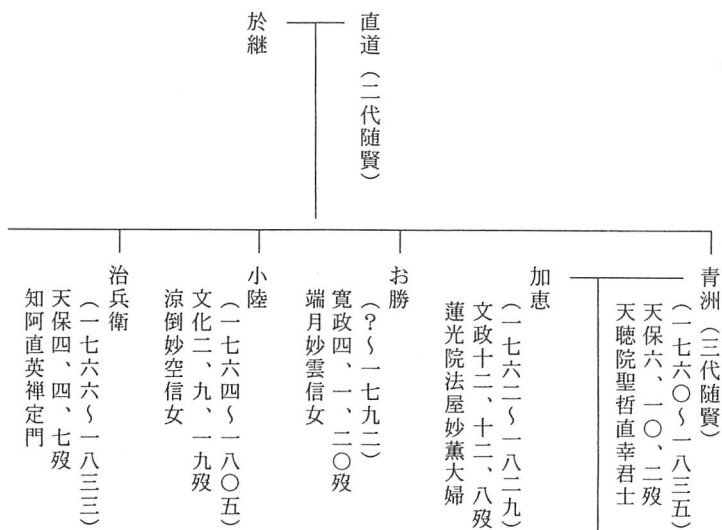 直道（二代随賢）
於継
青洲（三代随賢）
（一七六〇～一八三五）
天保六、一〇、二歿
天聴院聖哲直幸君士
加恵
（一七六二～一八二九）
文政十二、十二、八歿
蓮光院法屋妙薫大婦
お勝
（？～一七九二）
寛政四、一、二〇歿
端月妙雲信女
小陸
（一七六四～一八〇五）
文化二、九、一九歿
涼倒妙空信女
治兵衛
（一七六六～一八三三）
天保四、四、七歿
知阿直英禅定門